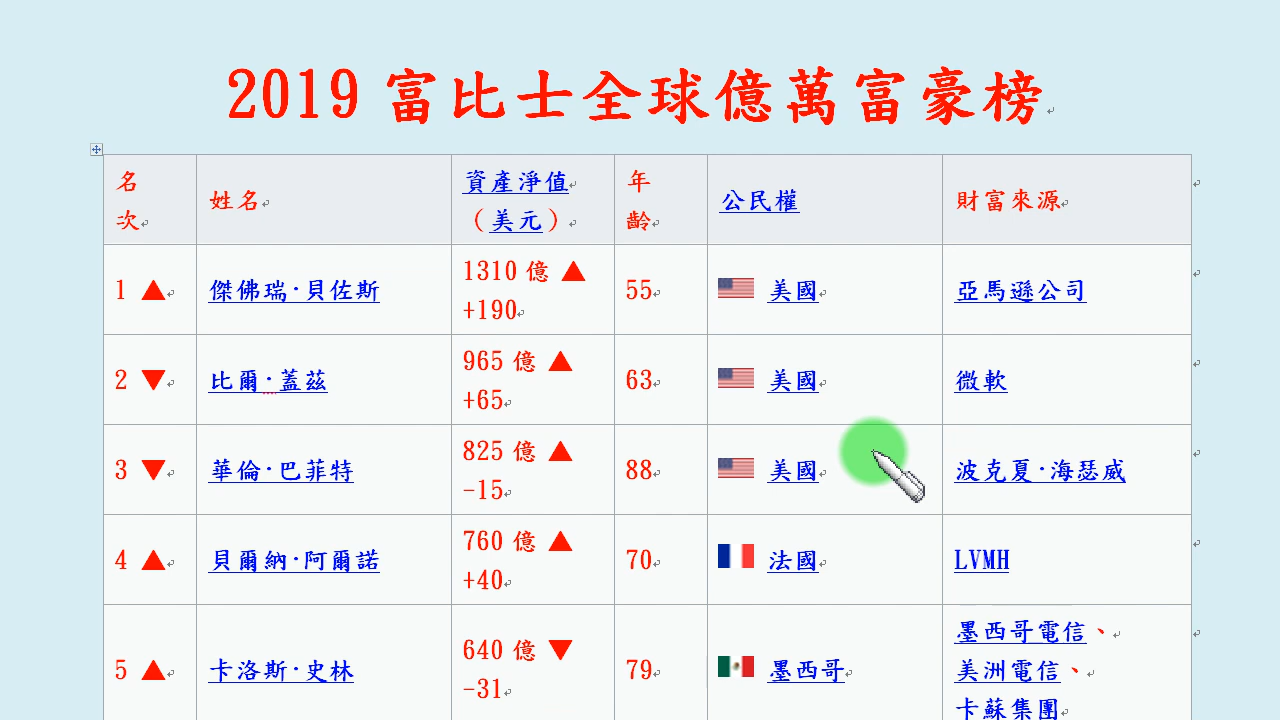 2019 富比士全球億萬富豪榜
名次 姓名 資產淨值（美元） 年齡 公民權 財富來源
1 ▲ 傑佛瑞·貝佐斯 1310 億 ▲ +190 55 美國 亞馬遜公司
2 ▼ 比爾·蓋茲 965 億 ▲ +65 63 美國 微軟
3 ▼ 華倫·巴菲特 825 億 ▲ -15 88 美國 波克夏·海瑟威
4 ▲ 貝爾納·阿爾諾 760 億 ▲ +40 70 法國 LVMH
5 ▲ 卡洛斯·史林 640 億 ▼ -31 79 墨西哥 墨西哥電信、美洲電信、卡蘇集團